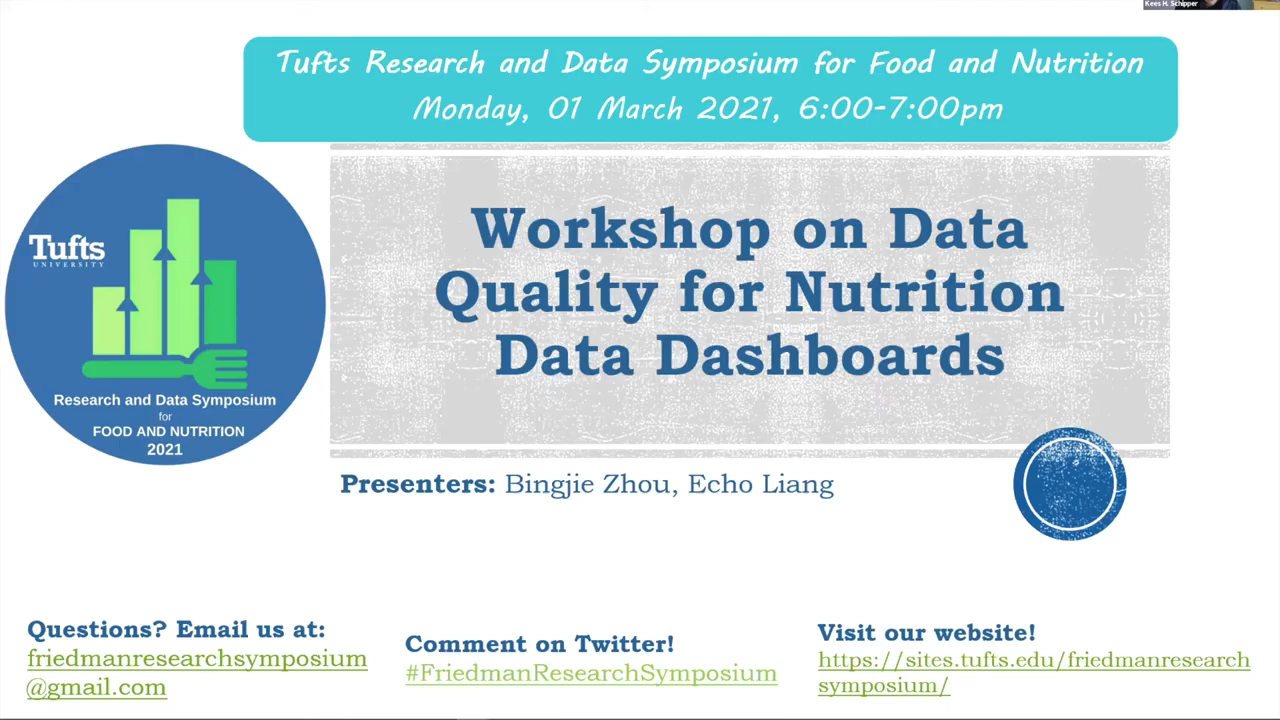 Kees H. Schipper
Tufts Research and Data Symposium for Food and Nutrition
Monday, 01 March 2021, 6:00-7:00pm
Tufts
UNIVERSITY
Research and Data Symposium
for
FOOD AND NUTRITION
2021
Workshop on Data
Quality for Nutrition
Data Dashboards
Presenters: Bingjie Zhou, Echo Liang
Questions? Email us at:
friedmanresearchsymposium
@gmail.com
Comment on Twitter!
#FriedmanResearchSymposium
Visit our website!
https://sites.tufts.edu/friedmanresearch
symposium/